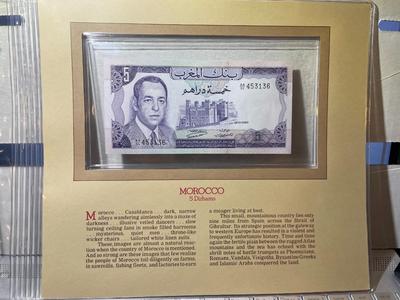 5
بنك المغرب
453136
خمسة دراهم
453136
MOROCCO
5 Dirhams
Morocco . . . Casablanca . . . dark, narrow
alleys wandering aimlessly into a maze of
darkness . . . illusive veiled dancers . . . slow
turning ceiling fans in smoke filled harroons
. . . mysterious, quiet men . . . throne-like
wicker chairs . . . tailored white linen suits.
These images are almost a natural reac-
tion when the country of Morocco is mentioned.
And so strong are these images that few realize
the people of Morocco toil diligently on farms,
in sawmills, fishing fleets, and factories to earn
a meager living at best.
This small, mountainous country lies only
nine miles from Spain across the Strait of
Gibraltar. Its strategic position at the gateway
to western Europe has resulted in a violent and
frequently unfortunate history. Time and time
again the fertile plain between the rugged Atlas
mountains and the sea has echoed with the
shrill roars of battle trumpets as Phoenicians,
Romans, Vandals, Visigoths, Byzantine-Greeks
and Islamic Arabs conquered the land.